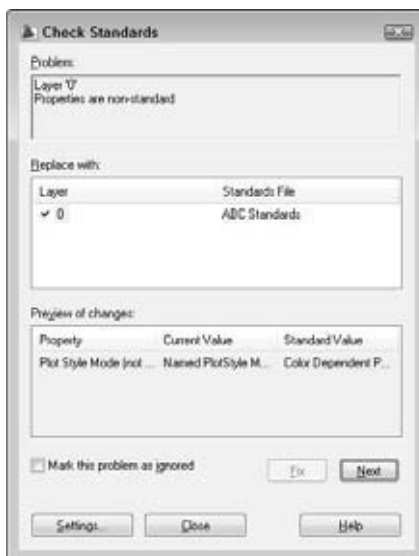 Check Standards
Problem:
Layer '0'
Properties are non-standard
Replace with:
Layer Standards File
✔ 0 ABC Standards
Preview of changes:
Property Current Value Standard Value
Plot Style Mode (not ... Named PlotStyle M... Color Dependent P...
Mark this problem as ignored
Fix Next
Settings... Close Help